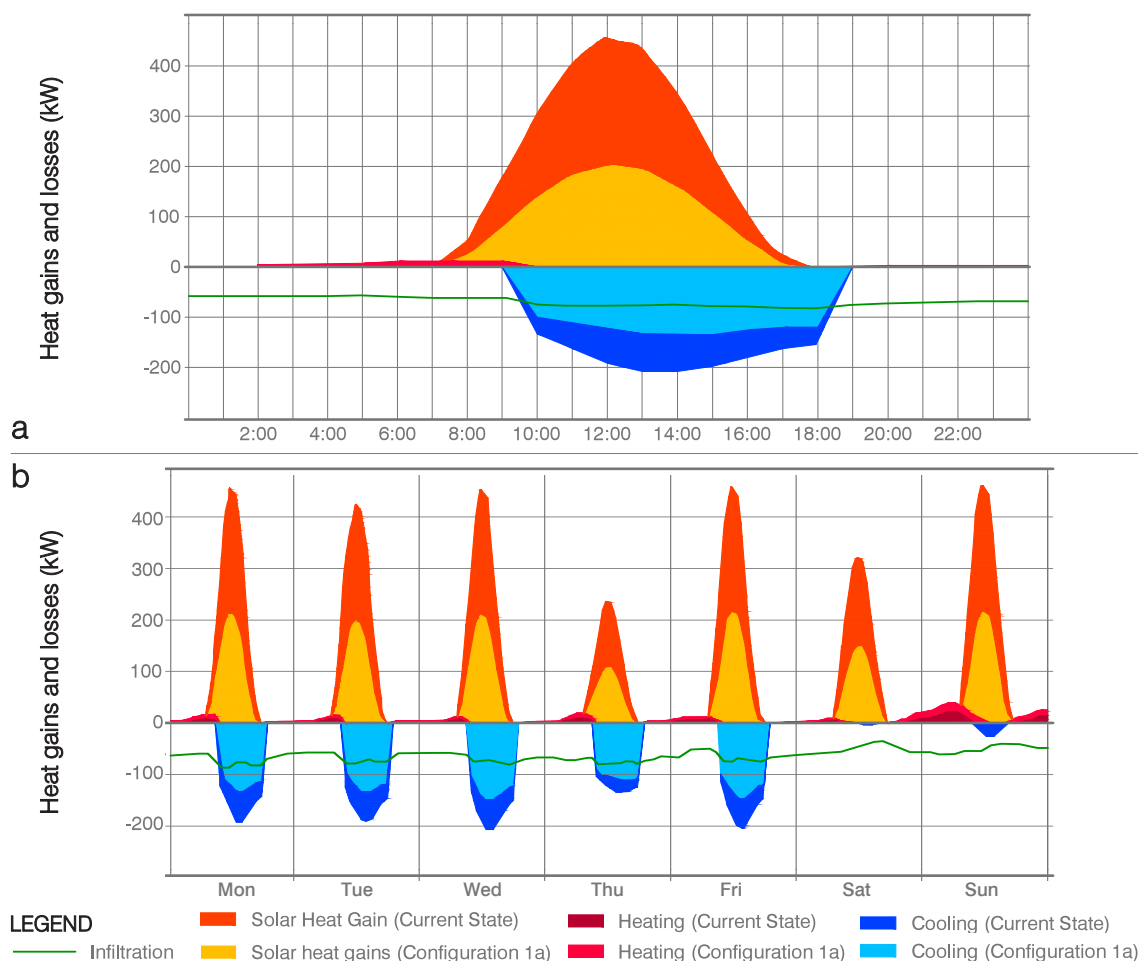 Heat gains and losses (kW)
400
300
200
100
0
-100
-200
2:00 4:00 6:00 8:00 10:00 12:00 14:00 16:00 18:00 20:00 22:00
a
b
Heat gains and losses (kW)
400
300
200
100
0
-100
-200
Mon Tue Wed Thu Fri Sat Sun
LEGEND
Solar Heat Gain (Current State) Heating (Current State) Cooling (Current State)
Infiltration Solar heat gains (Configuration 1a) Heating (Configuration 1a) Cooling (Configuration 1a)